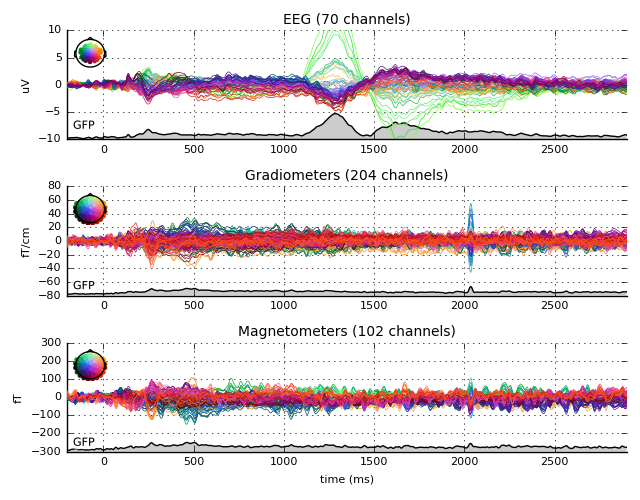 EEG (70 channels)
10
5
0
−5
−10
uV
GFP
0 500 1000 1500 2000 2500
Gradiometers (204 channels)
80
60
40
20
0
−20
−40
−60
−80
fT/cm
GFP
0 500 1000 1500 2000 2500
Magnetometers (102 channels)
300
200
100
0
−100
−200
−300
fT
GFP
0 500 1000 1500 2000 2500
time (ms)